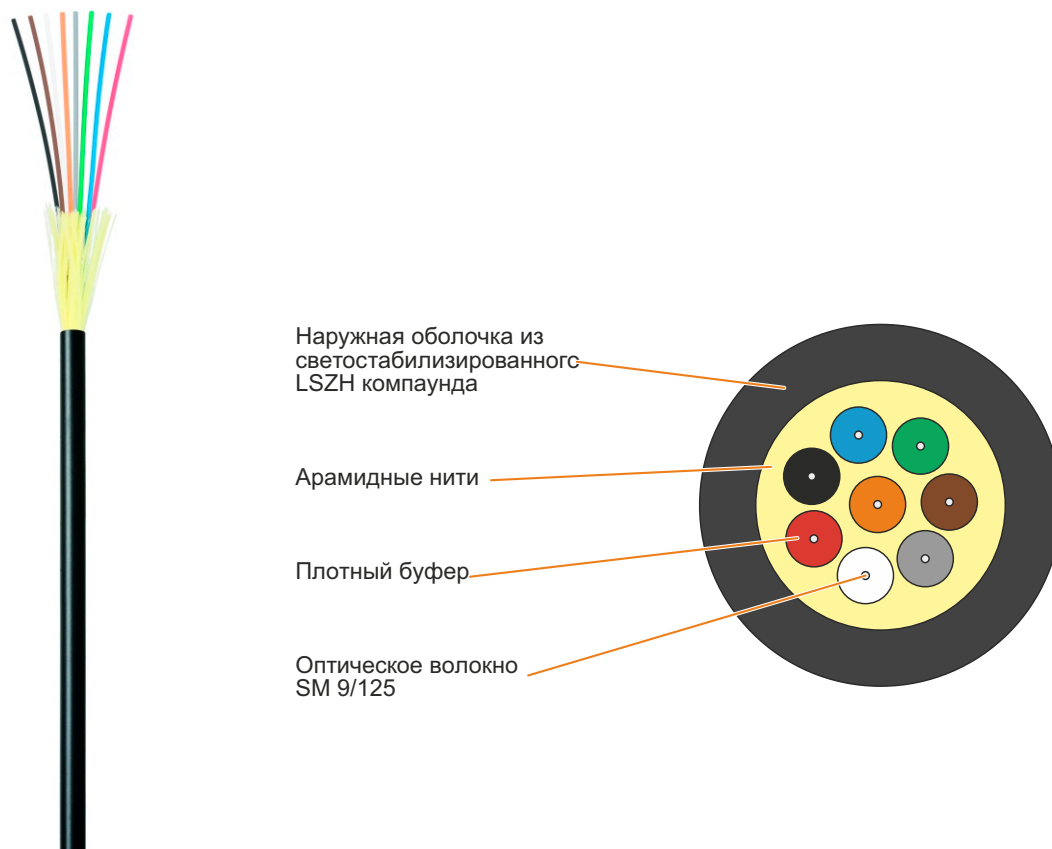 Наружная оболочка из
светостабилизированного
LSZH компаунда
Арамидные нити
Плотный буфер
Оптическое волокно
SM 9/125